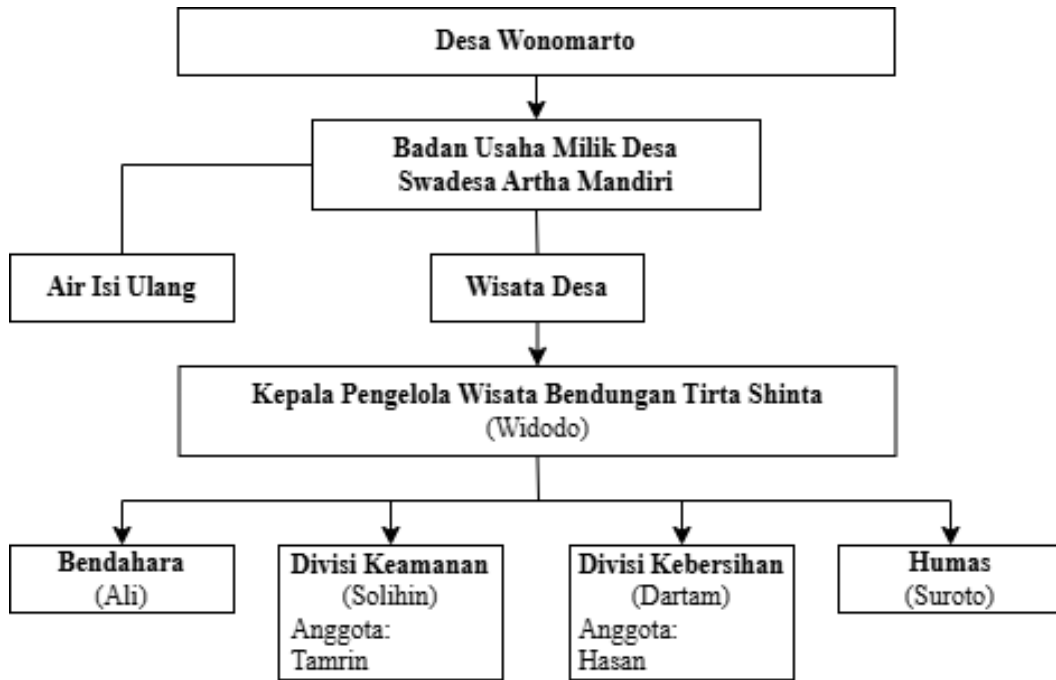 Desa Wonomarto
Badan Usaha Milik Desa
Swadesa Artha Mandiri
Air Isi Ulang
Wisata Desa
Kepala Pengelola Wisata Bendungan Tirta Shinta
(Widodo)
Bendahara
(Ali)
Divisi Keamanan
(Solihin)
Anggota:
Tamrin
Divisi Kebersihan
(Dartam)
Anggota:
Hasan
Humas
(Suroto)